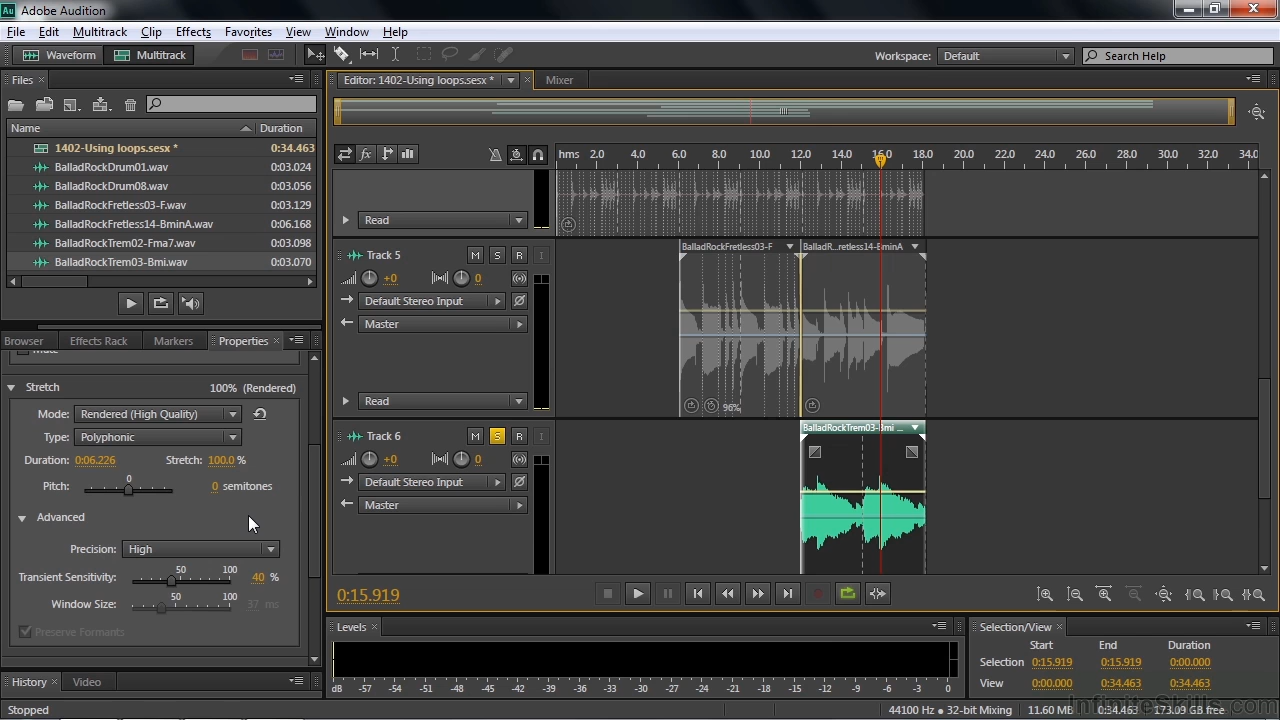 Au Adobe Audition
File Edit Multitrack Clip Effects Favorites View Window Help
Waveform Multitrack Workspace: Default Search Help
Files Editor: 1402-Using loops.sesx * Mixer
Name Duration
1402-Using loops.sesx * 0:34.463
BalladRockDrum01.wav 0:03.024
BalladRockDrum08.wav 0:03.056
BalladRockFretless03-F.wav 0:03.129
BalladRockFretless14-BminA.wav 0:06.168
BalladRockTrem02-Fma7.wav 0:03.098
BalladRockTrem03-Bmi.wav 0:03.070
fx hms 2.0 4.0 6.0 8.0 10.0 12.0 14.0 16.0 18.0 20.0 22.0 24.0 26.0 28.0 30.0 32.0 34.0
Read
Track 5 M S R I
+0 0
Default Stereo Input
Master
Read
BalladRockFretless03-F BalladR...retless14-BminA
96%
Track 6 M S R I
+0 0
Default Stereo Input
Master
BalladRockTrem03-Bmi ...
Browser Effects Rack Markers Properties
Mute
Stretch 100% (Rendered)
Mode: Rendered (High Quality)
Type: Polyphonic
Duration: 0:06.226 Stretch: 100.0 %
Pitch: 0 0 semitones
Advanced
Precision: High
Transient Sensitivity: 50 100 40 %
Window Size: 50 100 37 ms
Preserve Formants
History Video
Stopped
0:15.919
Levels
dB -57 -54 -51 -48 -45 -42 -39 -36 -33 -30 -27 -24 -21 -18 -15 -12 -9 -6 -3 0
Selection/View
Start End Duration
Selection 0:15.919 0:15.919 0:00.000
View 0:00.000 0:34.463 0:34.463
44100 Hz ● 32-bit Mixing 11.60 MB 0:34.463 173.09 GB free
InfiniteSkills.com